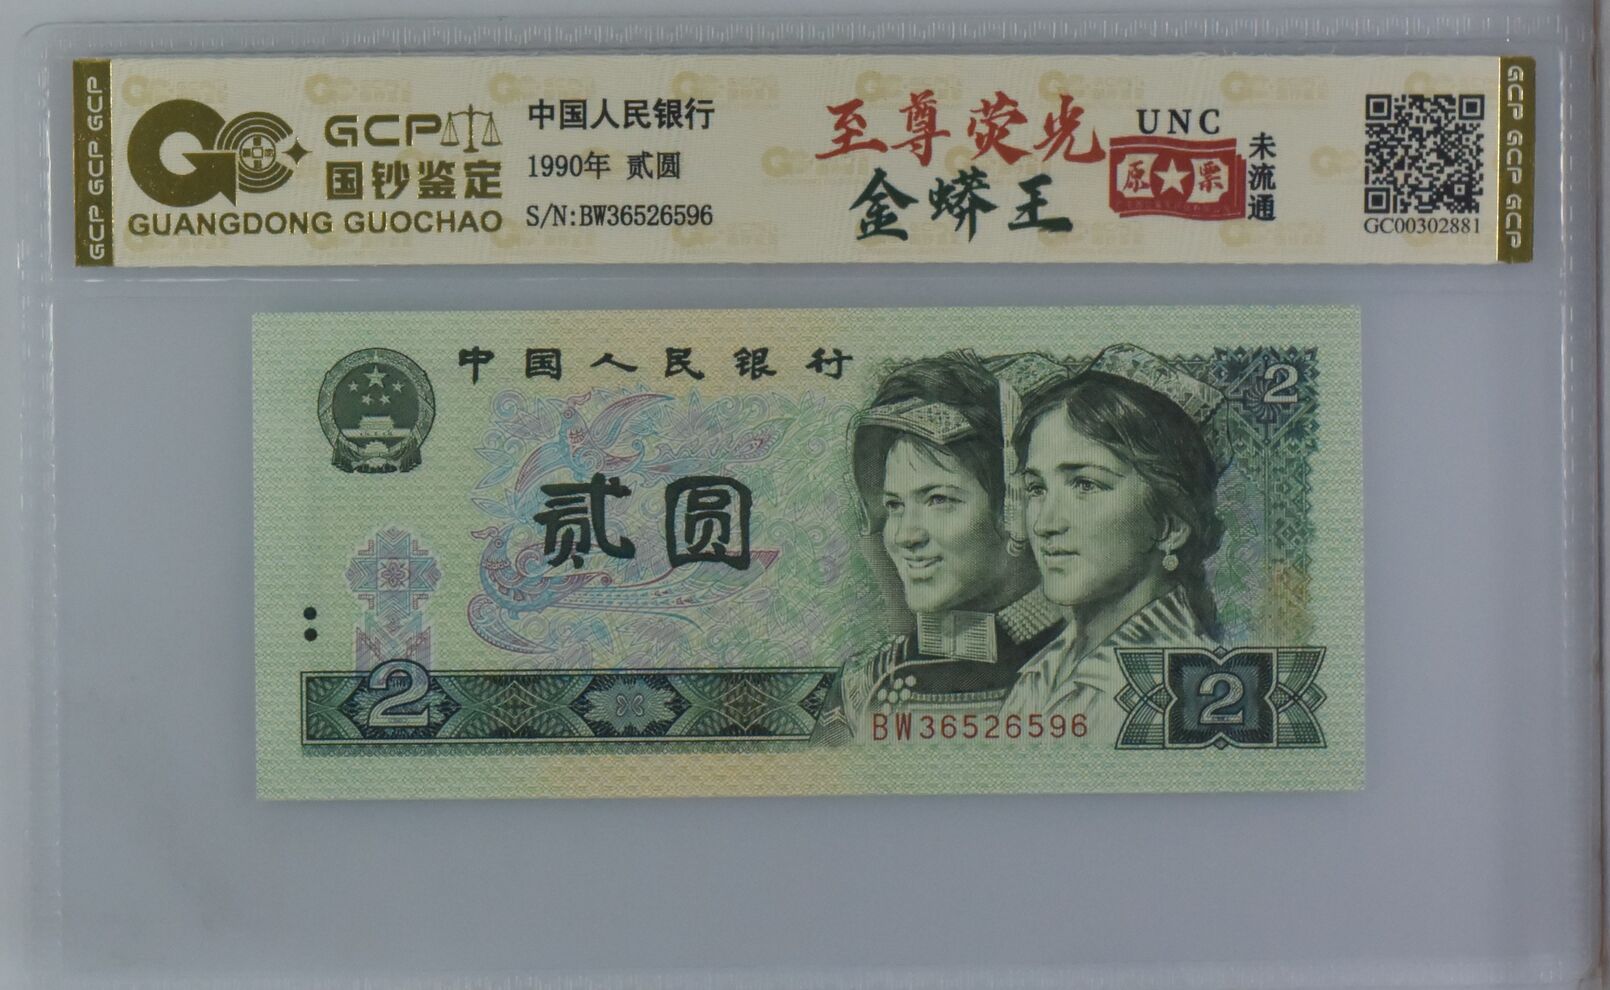 GCP GCP GCP
GCP
国钞鉴定
GUANGDONG GUOCHAO
中国人民银行
1990年 贰圆
S/N:BW36526596
至尊荧光
金蟒王
UNC
原★票
未流通
GC00302881
GCP GCP GCP
中国人民银行
2
贰圆
2
BW36526596
2